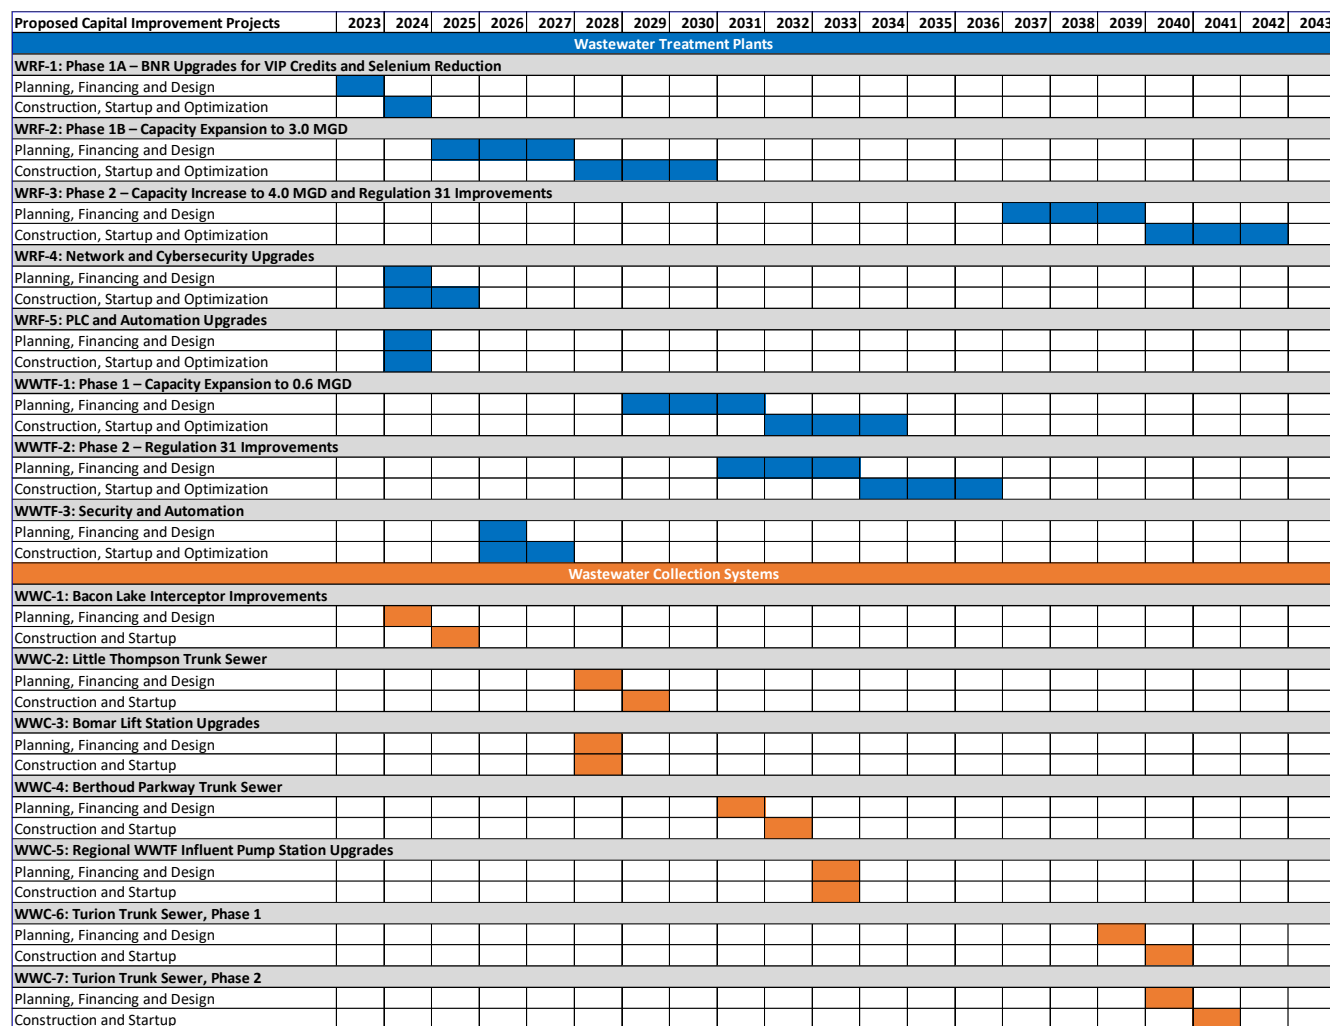 Proposed Capital Improvement Projects 2023 2024 2025 2026 2027 2028 2029 2030 2031 2032 2033 2034 2035 2036 2037 2038 2039 2040 2041 2042 2043
Wastewater Treatment Plants
WRF-1: Phase 1A – BNR Upgrades for VIP Credits and Selenium Reduction
Planning, Financing and Design
Construction, Startup and Optimization
WRF-2: Phase 1B – Capacity Expansion to 3.0 MGD
Planning, Financing and Design
Construction, Startup and Optimization
WRF-3: Phase 2 – Capacity Increase to 4.0 MGD and Regulation 31 Improvements
Planning, Financing and Design
Construction, Startup and Optimization
WRF-4: Network and Cybersecurity Upgrades
Planning, Financing and Design
Construction, Startup and Optimization
WRF-5: PLC and Automation Upgrades
Planning, Financing and Design
Construction, Startup and Optimization
WWTF-1: Phase 1 – Capacity Expansion to 0.6 MGD
Planning, Financing and Design
Construction, Startup and Optimization
WWTF-2: Phase 2 – Regulation 31 Improvements
Planning, Financing and Design
Construction, Startup and Optimization
WWTF-3: Security and Automation
Planning, Financing and Design
Construction, Startup and Optimization
Wastewater Collection Systems
WWC-1: Bacon Lake Interceptor Improvements
Planning, Financing and Design
Construction and Startup
WWC-2: Little Thompson Trunk Sewer
Planning, Financing and Design
Construction and Startup
WWC-3: Bomar Lift Station Upgrades
Planning, Financing and Design
Construction and Startup
WWC-4: Berthoud Parkway Trunk Sewer
Planning, Financing and Design
Construction and Startup
WWC-5: Regional WWTF Influent Pump Station Upgrades
Planning, Financing and Design
Construction and Startup
WWC-6: Turion Trunk Sewer, Phase 1
Planning, Financing and Design
Construction and Startup
WWC-7: Turion Trunk Sewer, Phase 2
Planning, Financing and Design
Construction and Startup